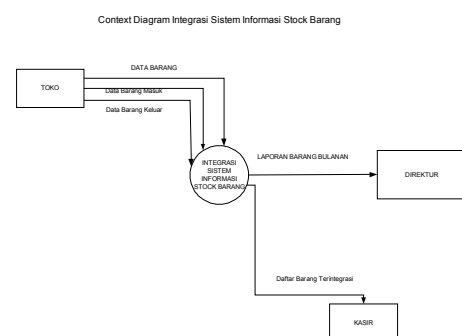 Context Diagram Integrasi Sistem Informasi Stock Barang
DATA BARANG
TOKO
Data Barang Masuk
Data Barang Keluar
INTEGRASI
SISTEM
INFORMASI
STOCK BARANG
LAPORAN BARANG BULANAN
DIREKTUR
Daftar Barang Terintegrasi
KASIR